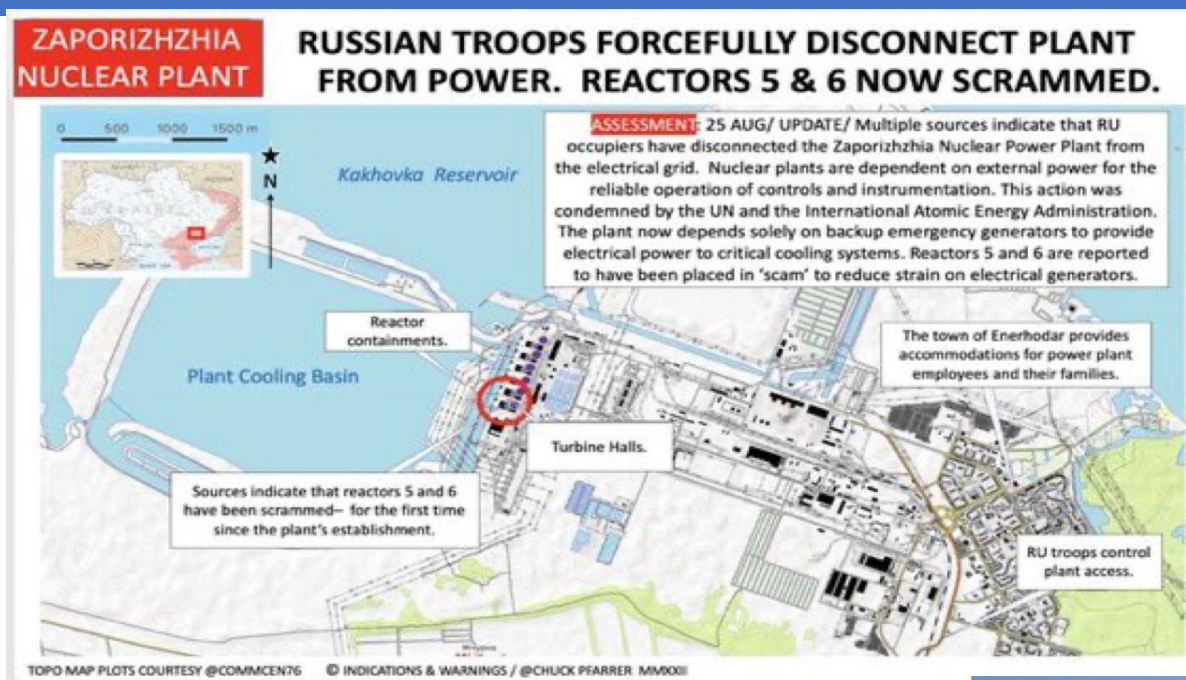 ZAPORIZHZHIA
NUCLEAR PLANT
RUSSIAN TROOPS FORCEFULLY DISCONNECT PLANT
FROM POWER. REACTORS 5 & 6 NOW SCRAMMED.
0 500 1000 1500 m
N
Kakhovka Reservoir
ASSESSMENT: 25 AUG/ UPDATE/ Multiple sources indicate that RU
occupiers have disconnected the Zaporizhzhia Nuclear Power Plant from
the electrical grid. Nuclear plants are dependent on external power for the
reliable operation of controls and instrumentation. This action was
condemned by the UN and the International Atomic Energy Administration.
The plant now depends solely on backup emergency generators to provide
electrical power to critical cooling systems. Reactors 5 and 6 are reported
to have been placed in ‘scam’ to reduce strain on electrical generators.
Reactor
containments.
The town of Enerhodar provides
accommodations for power plant
employees and their families.
Plant Cooling Basin
Turbine Halls.
Sources indicate that reactors 5 and 6
have been scrammed– for the first time
since the plant's establishment.
RU troops control
plant access.
TOPO MAP PLOTS COURTESY @COMMCEN76 © INDICATIONS & WARNINGS / @CHUCK PFARRER MMXXII